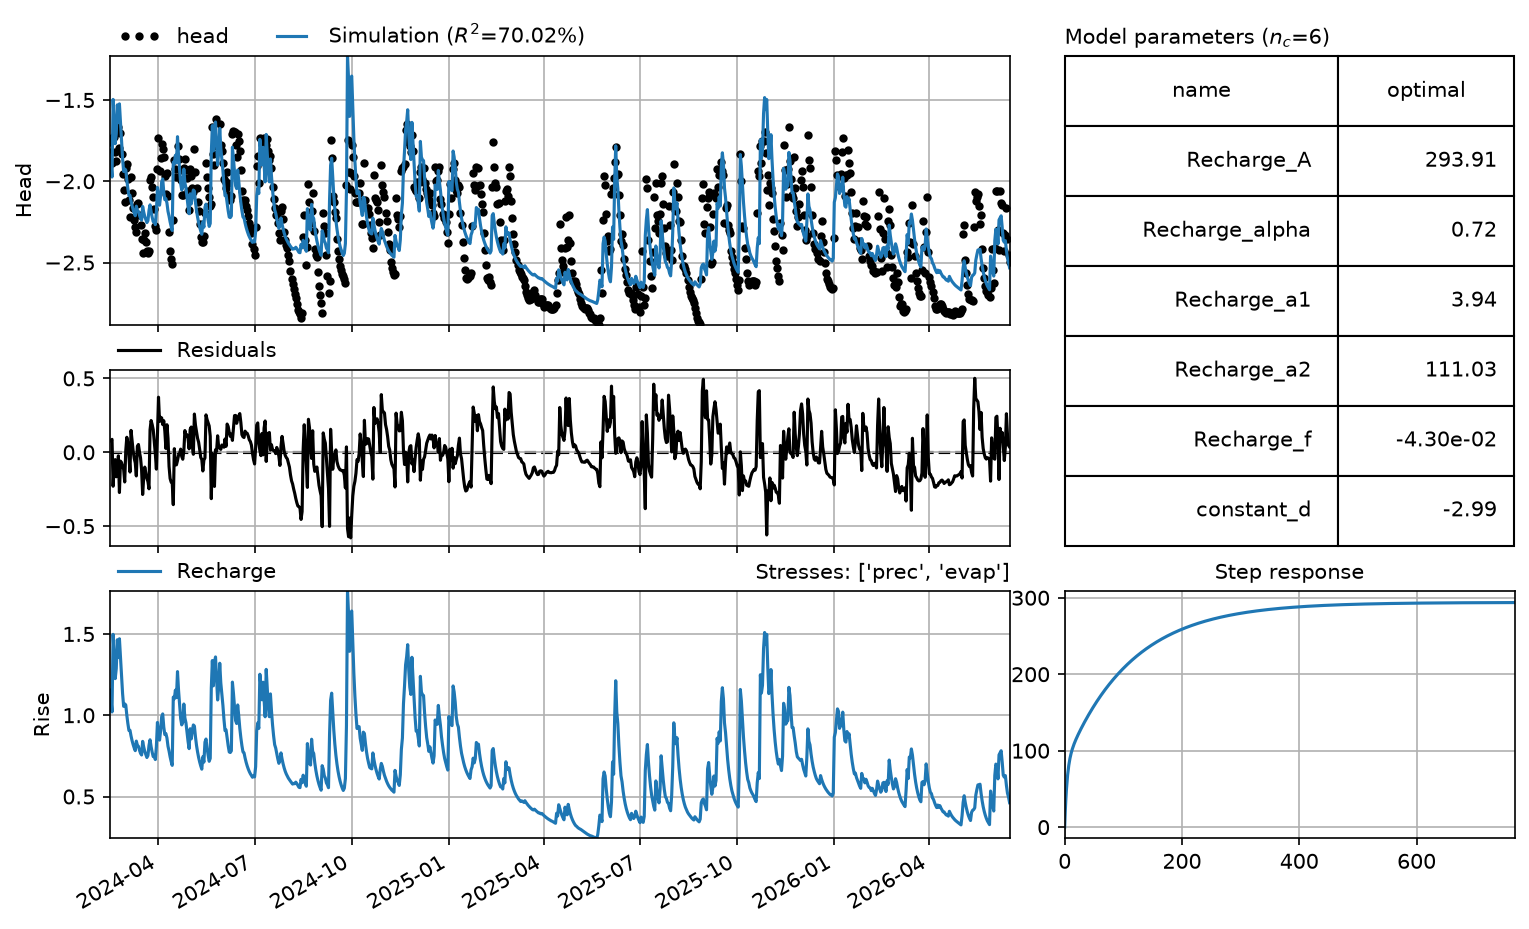 head Simulation (R²=70.02%)
Head
−1.5
−2.0
−2.5
Residuals
0.5
0.0
−0.5
Recharge Stresses: ['prec', 'evap']
Rise
1.5
1.0
0.5
2024-04 2024-07 2024-10 2025-01 2025-04 2025-07 2025-10 2026-01 2026-04
Model parameters (n_c=6)
name optimal
Recharge_A 293.91
Recharge_alpha 0.72
Recharge_a1 3.94
Recharge_a2 111.03
Recharge_f -4.30e-02
constant_d -2.99
Step response
300
200
100
0
0 200 400 600